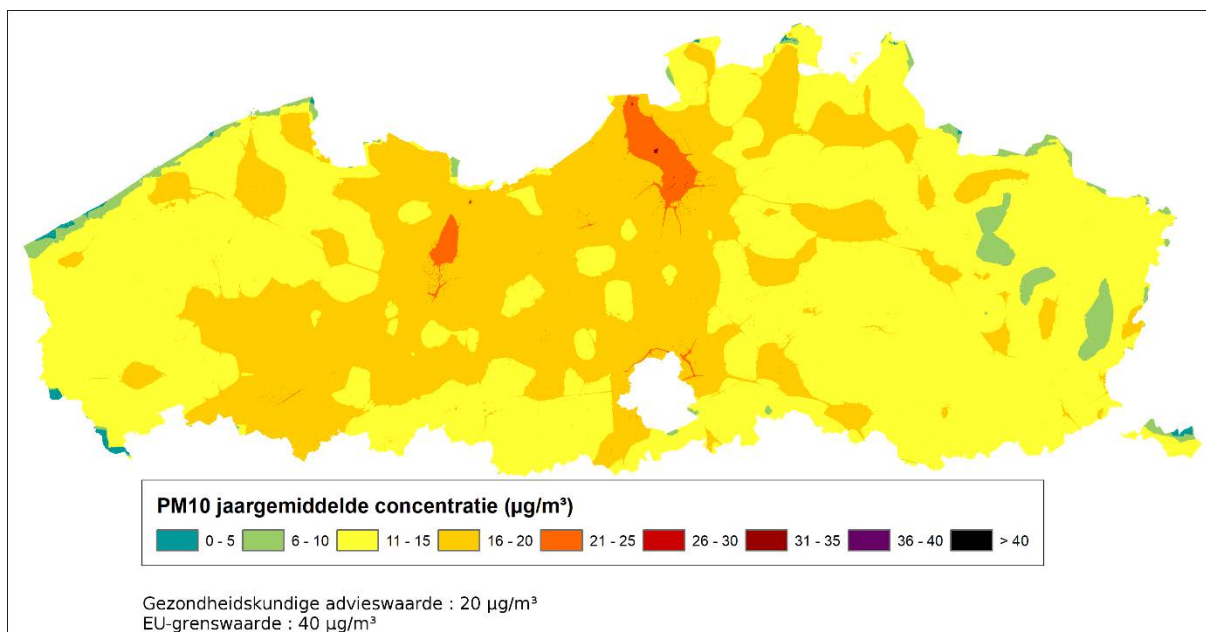 PM10 jaargemiddelde concentratie (µg/m³)
0 - 5 6 - 10 11 - 15 16 - 20 21 - 25 26 - 30 31 - 35 36 - 40 > 40
Gezondheidskundige advieswaarde : 20 µg/m³
EU-grenswaarde : 40 µg/m³